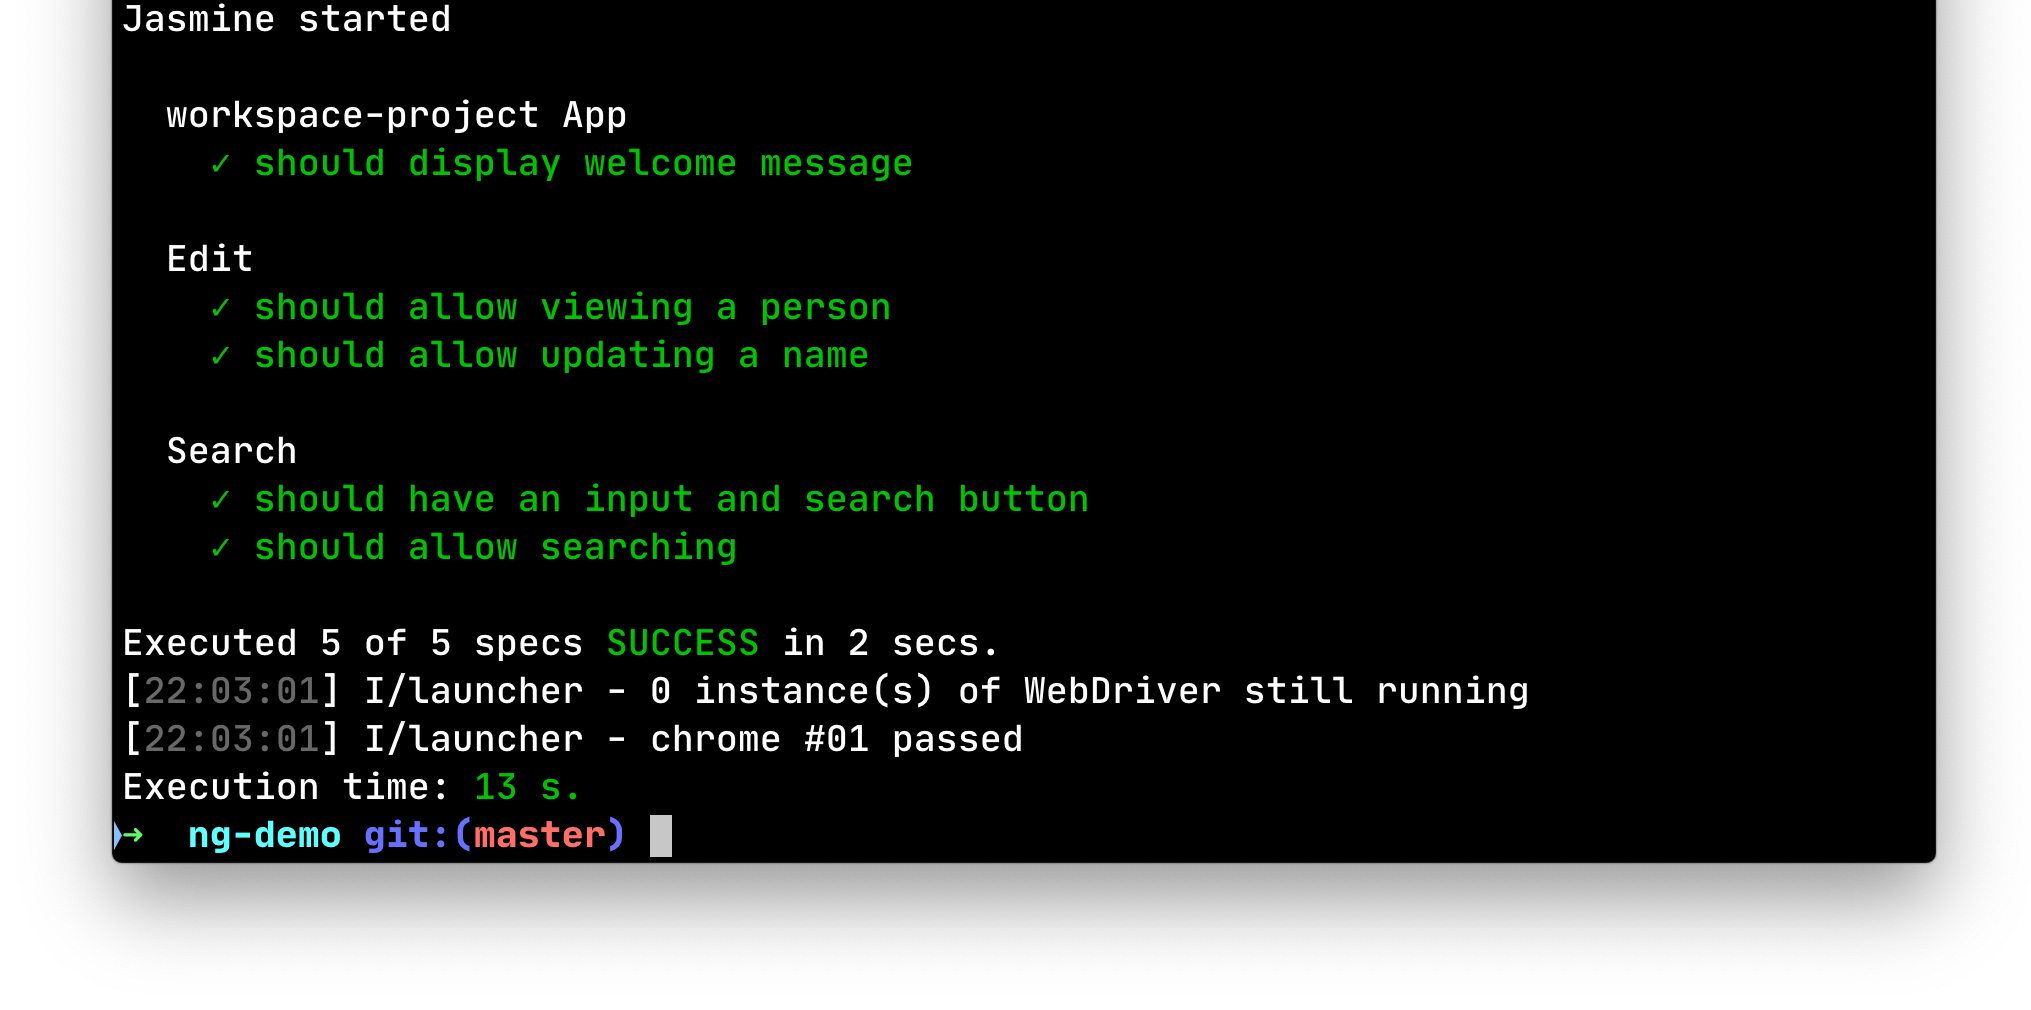 Jasmine started
workspace-project App
✓ should display welcome message
Edit
✓ should allow viewing a person
✓ should allow updating a name
Search
✓ should have an input and search button
✓ should allow searching
Executed 5 of 5 specs SUCCESS in 2 secs.
[22:03:01] I/launcher - 0 instance(s) of WebDriver still running
[22:03:01] I/launcher - chrome #01 passed
Execution time: 13 s.
→ ng-demo git:(master)